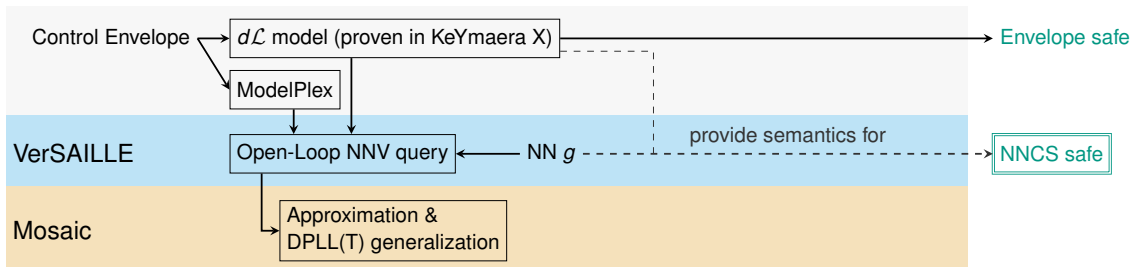 Control Envelope
dℒ model (proven in KeYmaera X)
Envelope safe
ModelPlex
VerSAILLE
Open-Loop NNV query
NN g
provide semantics for
NNCS safe
Mosaic
Approximation &
DPLL(T) generalization